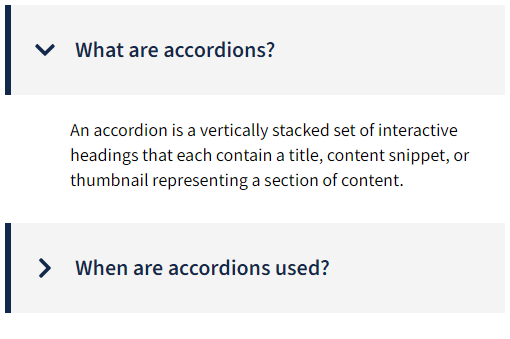 What are accordions?
An accordion is a vertically stacked set of interactive
headings that each contain a title, content snippet, or
thumbnail representing a section of content.
When are accordions used?